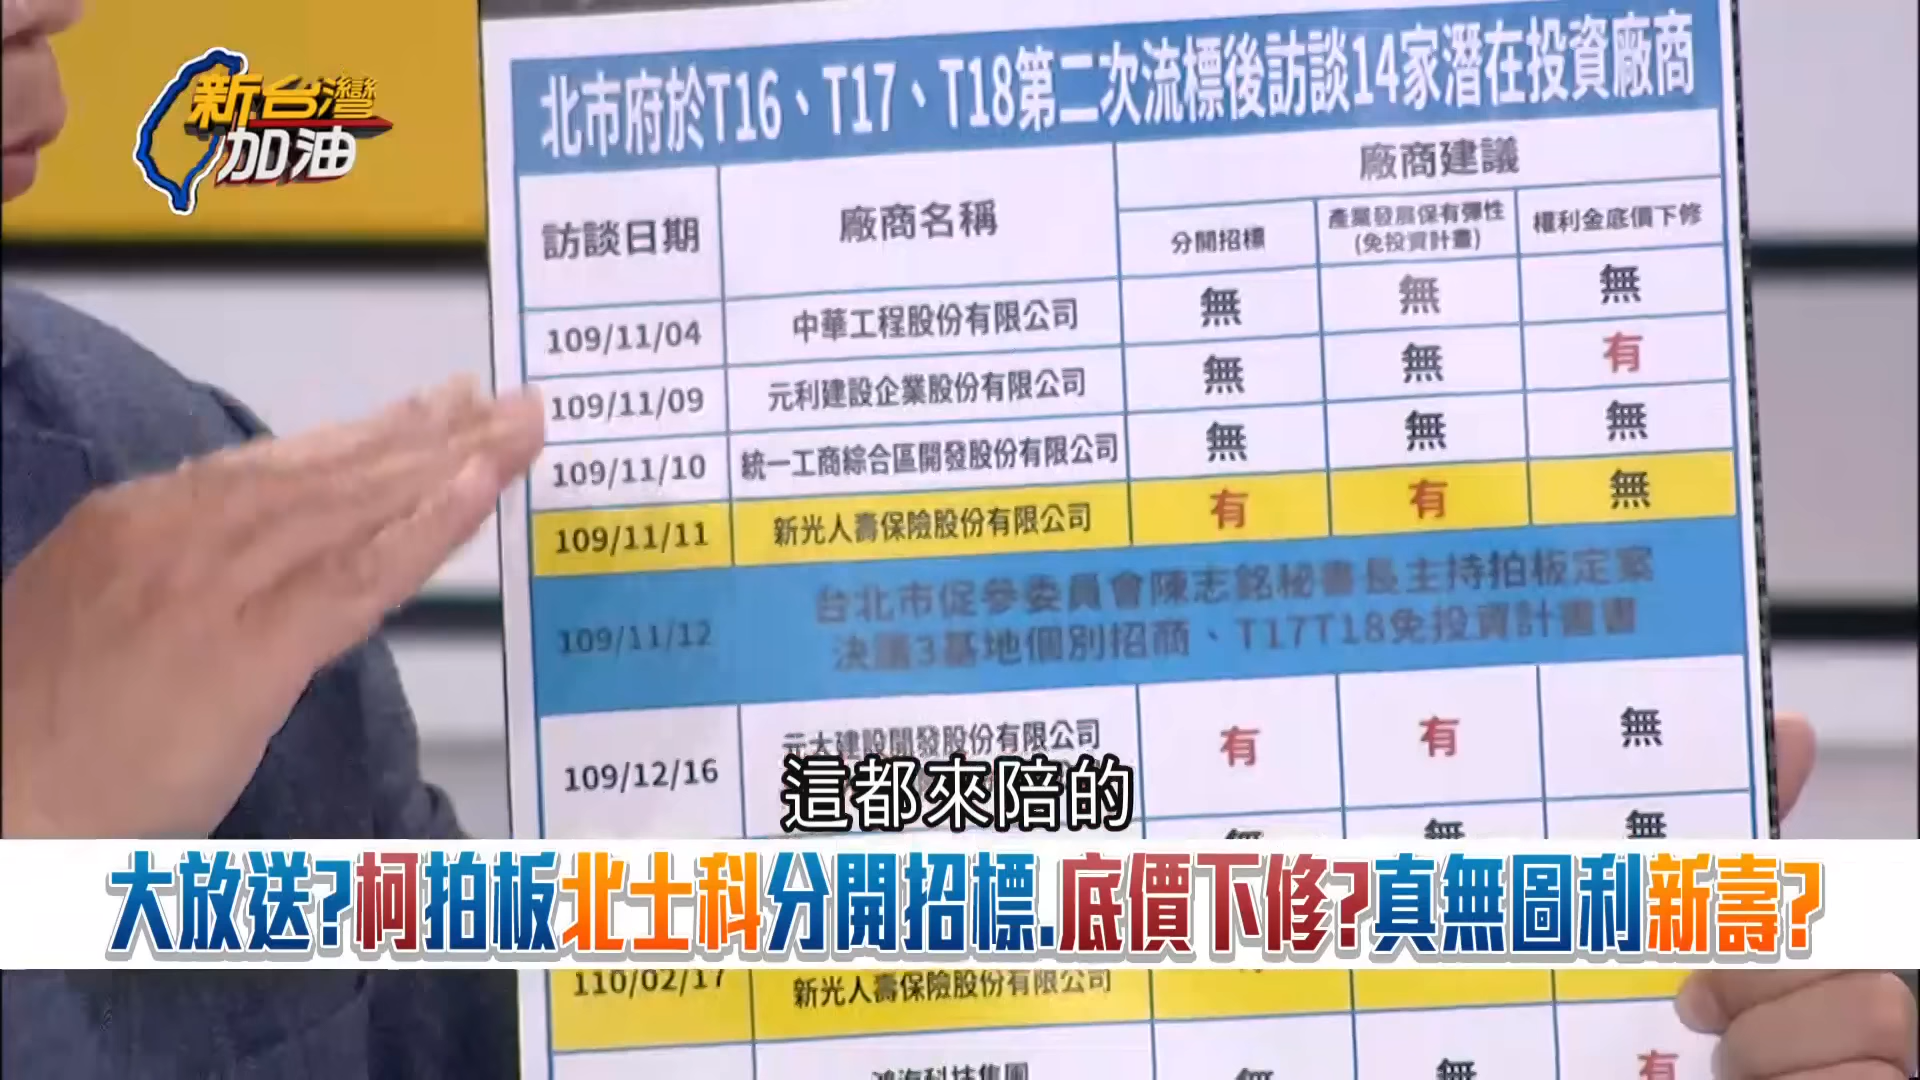 新台灣
加油
北市府於T16、T17、T18第二次流標後訪談14家潛在投資廠商
訪談日期 廠商名稱 廠商建議
分開招標 產業發展保有彈性(免投資計畫) 權利金底價下修
109/11/04 中華工程股份有限公司 無 無 無
109/11/09 元利建設企業股份有限公司 無 無 有
109/11/10 統一工商綜合區開發股份有限公司 無 無 無
109/11/11 新光人壽保險股份有限公司 有 有 無
109/11/12 台北市促參委員會陳志銘秘書長主持拍板定案
決議3基地個別招商、T17T18免投資計畫書
109/12/16 元大建設開發股份有限公司 有 有 無
這都來陪的
無 無 無
大放送?柯拍板北士科分開招標.底價下修?真無圖利新壽?
110/02/17 新光人壽保險股份有限公司
鴻海科技集團 無 無 有